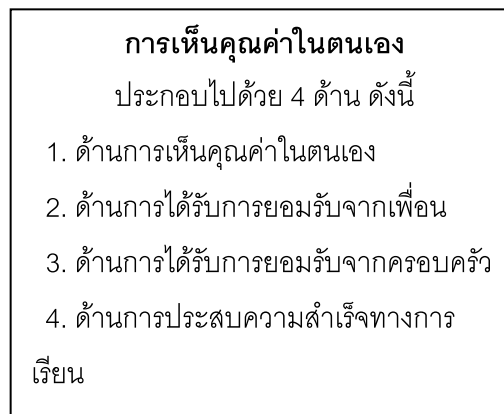 การเห็นคุณค่าในตนเอง
ประกอบไปด้วย 4 ด้าน ดังนี้
1. ด้านการเห็นคุณค่าในตนเอง
2. ด้านการได้รับการยอมรับจากเพื่อน
3. ด้านการได้รับการยอมรับจากครอบครัว
4. ด้านการประสบความสำเร็จทางการ
เรียน